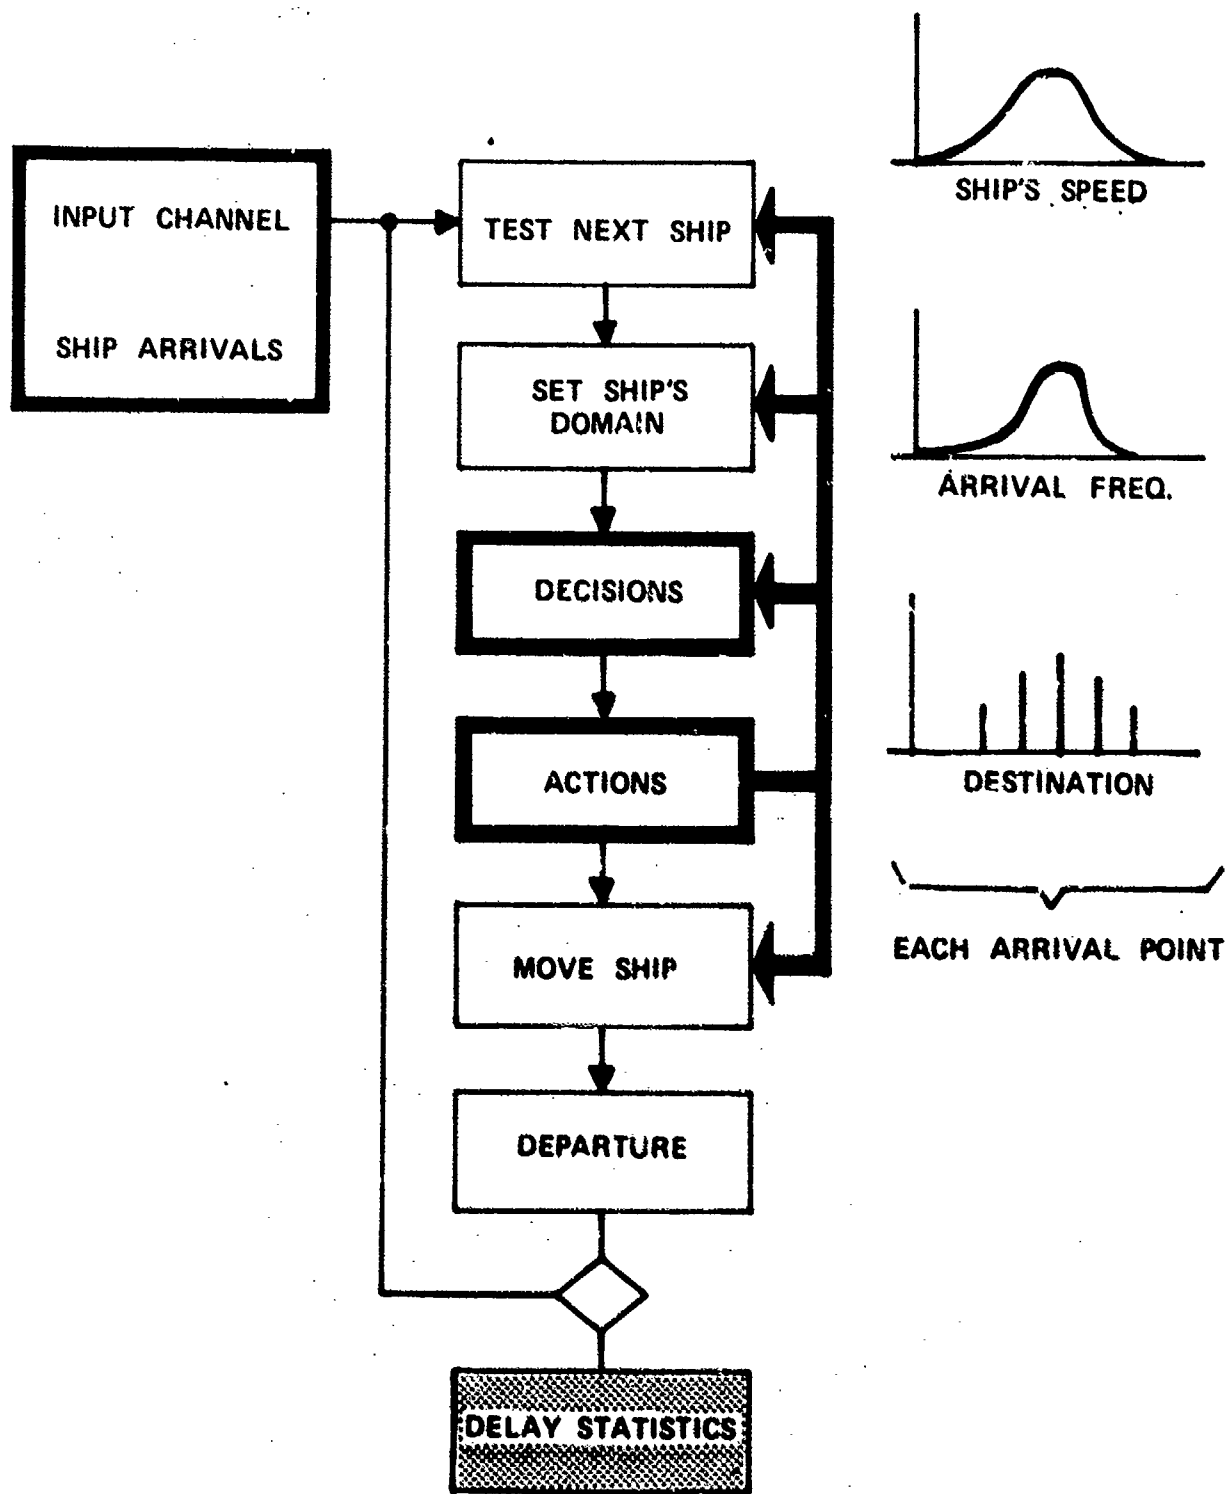 INPUT CHANNEL
SHIP ARRIVALS
TEST NEXT SHIP
SET SHIP'S
DOMAIN
DECISIONS
ACTIONS
MOVE SHIP
DEPARTURE
DELAY STATISTICS
SHIP'S SPEED
ARRIVAL FREQ.
DESTINATION
EACH ARRIVAL POINT